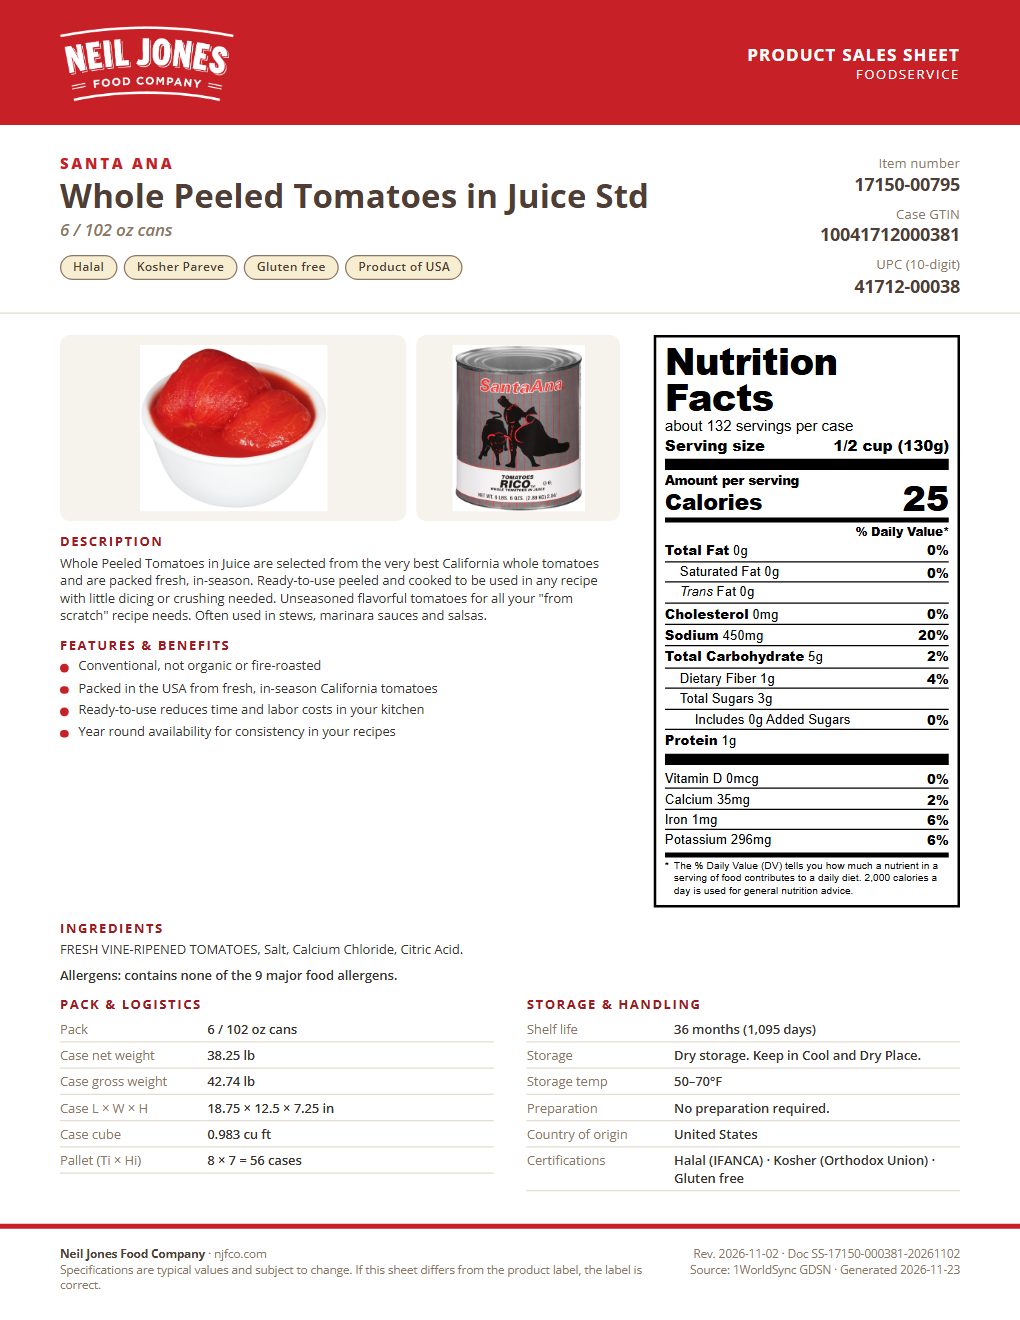 NEIL JONES
FOOD COMPANY
PRODUCT SALES SHEET
FOODSERVICE
SANTA ANA
Whole Peeled Tomatoes in Juice Std
6 / 102 oz cans
Halal
Kosher Pareve
Gluten free
Product of USA
Item number
17150-00795
Case GTIN
10041712000381
UPC (10-digit)
41712-00038
SantaAna
TOMATOES
RICO
WHOLE TOMATOES IN JUICE
DESCRIPTION
Whole Peeled Tomatoes in Juice are selected from the very best California whole tomatoes
and are packed fresh, in-season. Ready-to-use peeled and cooked to be used in any recipe
with little dicing or crushing needed. Unseasoned flavorful tomatoes for all your "from
scratch" recipe needs. Often used in stews, marinara sauces and salsas.
FEATURES & BENEFITS
Conventional, not organic or fire-roasted
Packed in the USA from fresh, in-season California tomatoes
Ready-to-use reduces time and labor costs in your kitchen
Year round availability for consistency in your recipes
Nutrition
Facts
about 132 servings per case
Serving size 1/2 cup (130g)
Amount per serving
Calories 25
% Daily Value*
Total Fat 0g 0%
Saturated Fat 0g 0%
Trans Fat 0g
Cholesterol 0mg 0%
Sodium 450mg 20%
Total Carbohydrate 5g 2%
Dietary Fiber 1g 4%
Total Sugars 3g
Includes 0g Added Sugars 0%
Protein 1g
Vitamin D 0mcg 0%
Calcium 35mg 2%
Iron 1mg 6%
Potassium 296mg 6%
* The % Daily Value (DV) tells you how much a nutrient in a
serving of food contributes to a daily diet. 2,000 calories a
day is used for general nutrition advice.
INGREDIENTS
FRESH VINE-RIPENED TOMATOES, Salt, Calcium Chloride, Citric Acid.
Allergens: contains none of the 9 major food allergens.
PACK & LOGISTICS
Pack 6 / 102 oz cans
Case net weight 38.25 lb
Case gross weight 42.74 lb
Case L × W × H 18.75 × 12.5 × 7.25 in
Case cube 0.983 cu ft
Pallet (Ti × Hi) 8 × 7 = 56 cases
STORAGE & HANDLING
Shelf life 36 months (1,095 days)
Storage Dry storage. Keep in Cool and Dry Place.
Storage temp 50–70°F
Preparation No preparation required.
Country of origin United States
Certifications Halal (IFANCA) · Kosher (Orthodox Union) ·
Gluten free
Neil Jones Food Company · njfco.com
Specifications are typical values and subject to change. If this sheet differs from the product label, the label is
correct.
Rev. 2026-11-02 · Doc SS-17150-000381-20261102
Source: 1WorldSync GDSN · Generated 2026-11-23